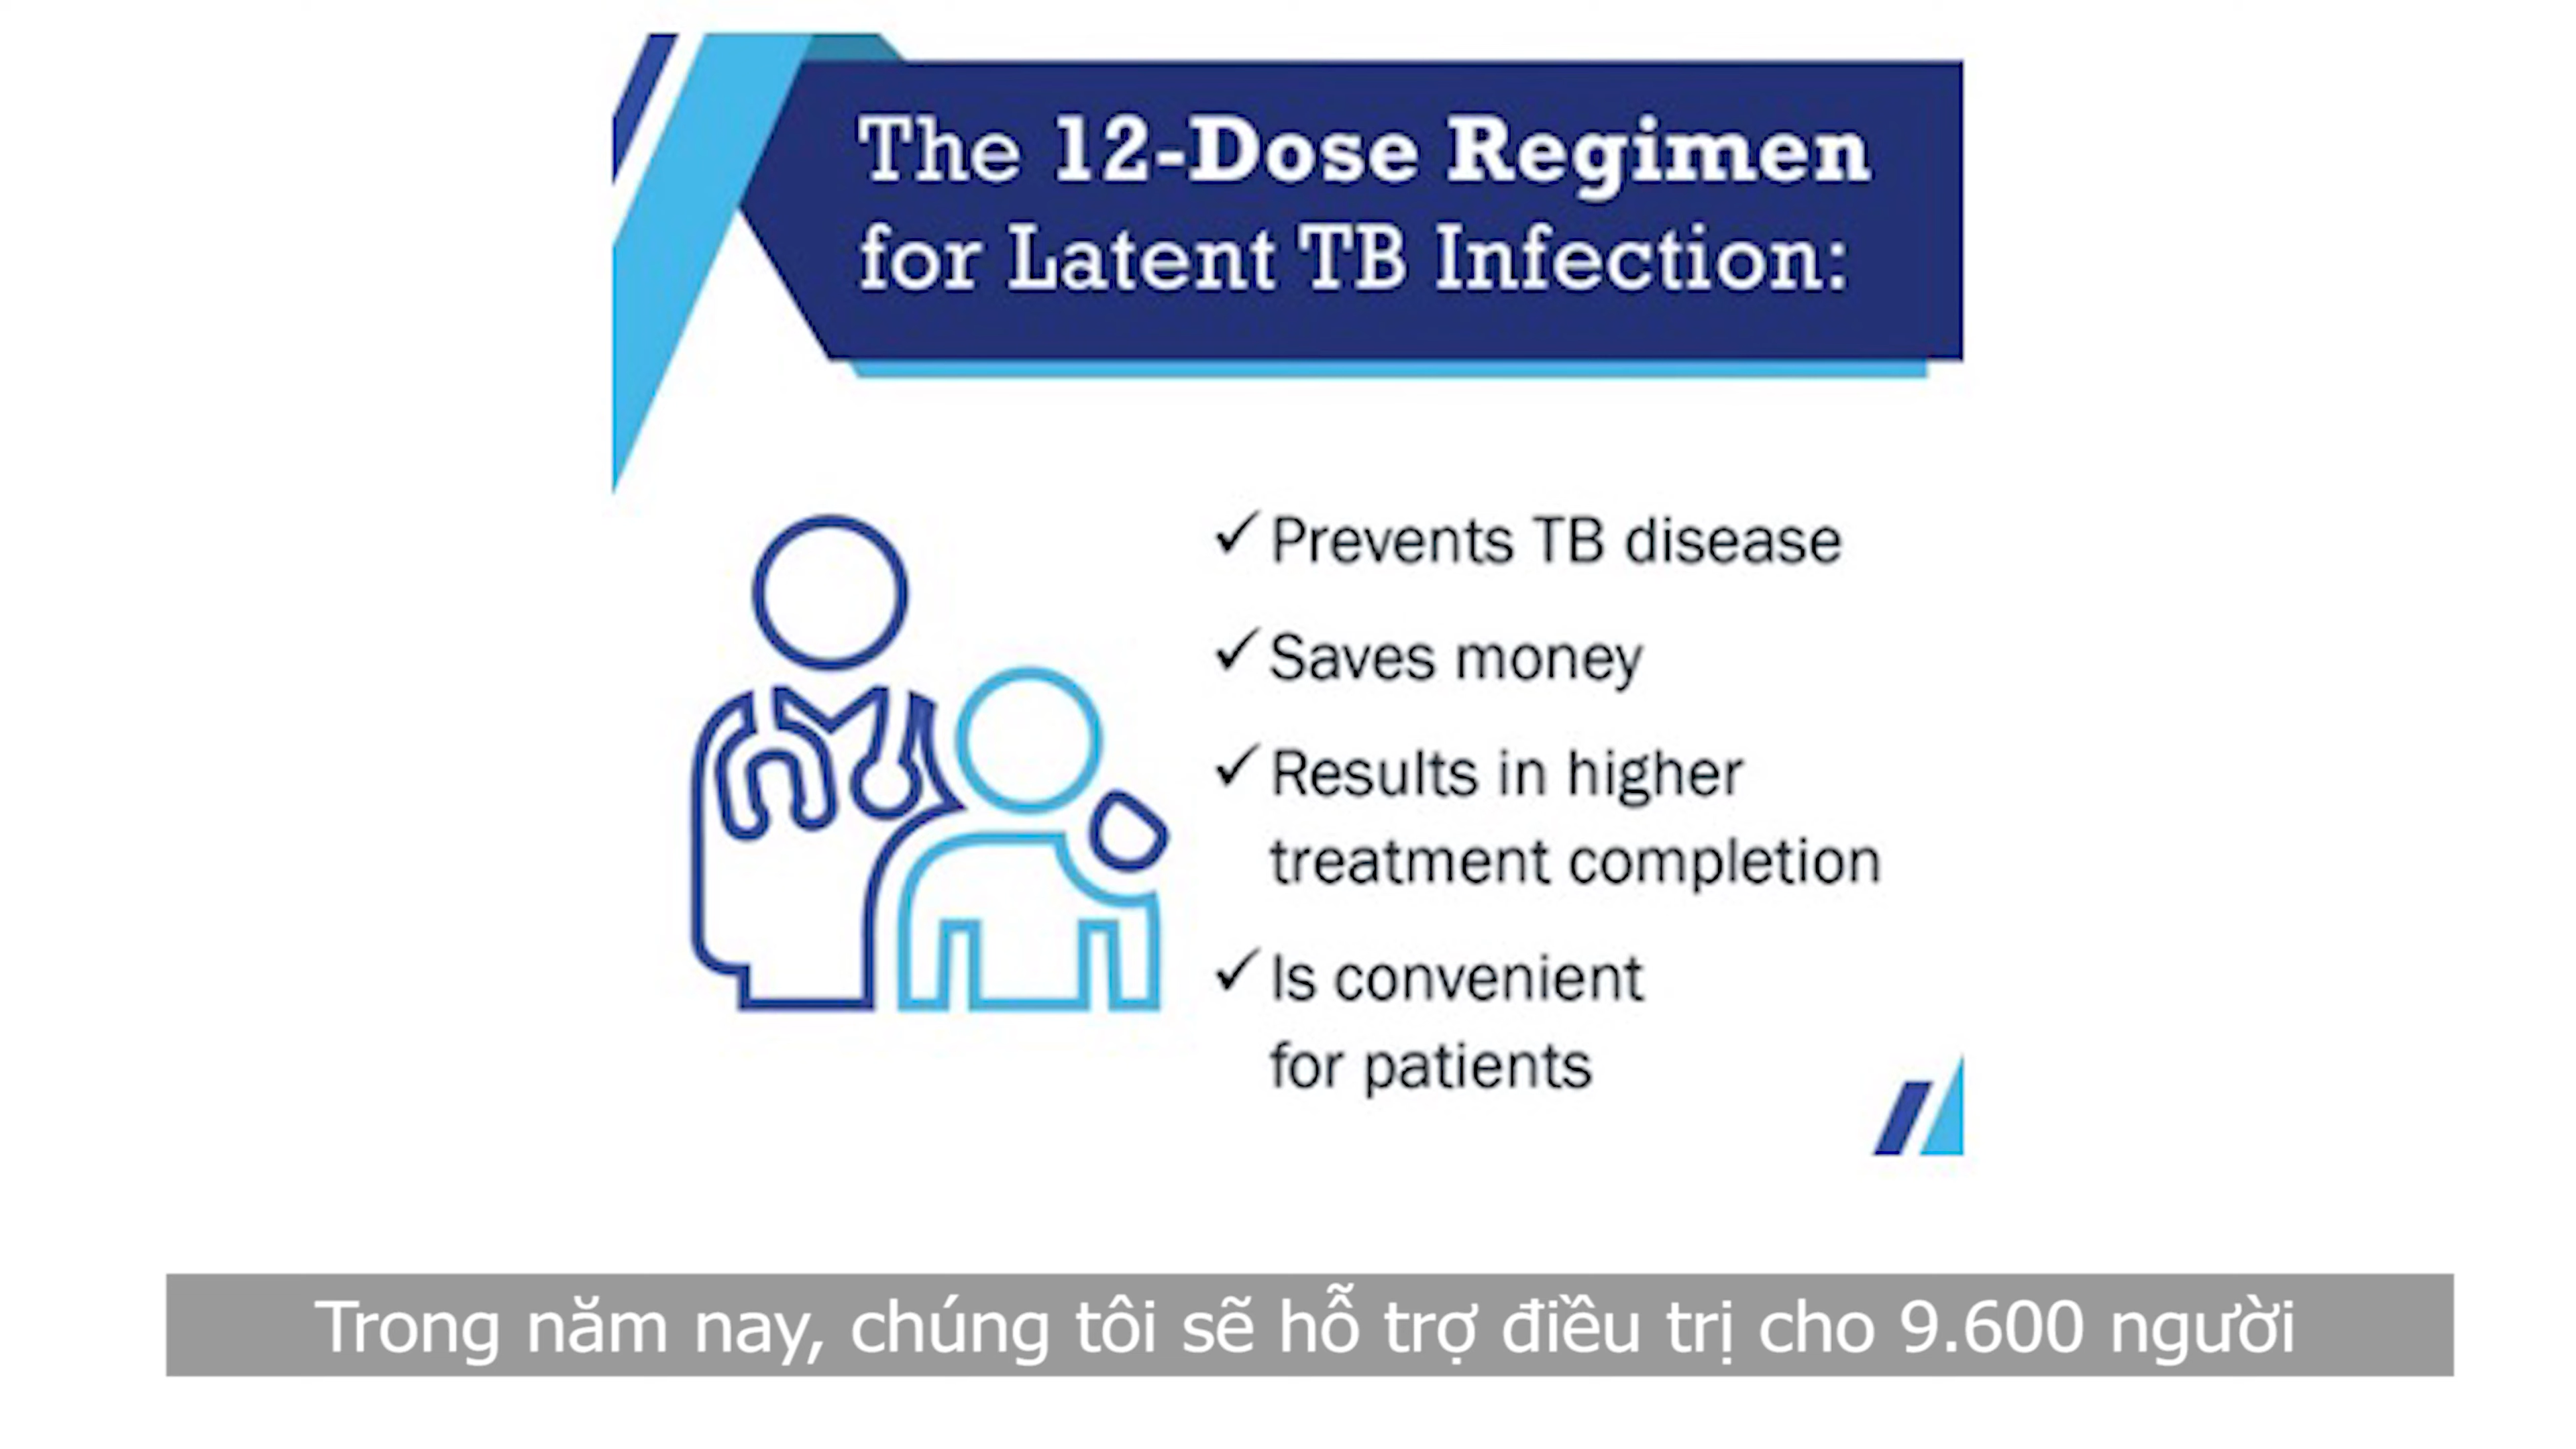 The 12-Dose Regimen
for Latent TB Infection:
✓ Prevents TB disease
✓ Saves money
✓ Results in higher
treatment completion
✓ Is convenient
for patients
Trong năm nay, chúng tôi sẽ hỗ trợ điều trị cho 9.600 người